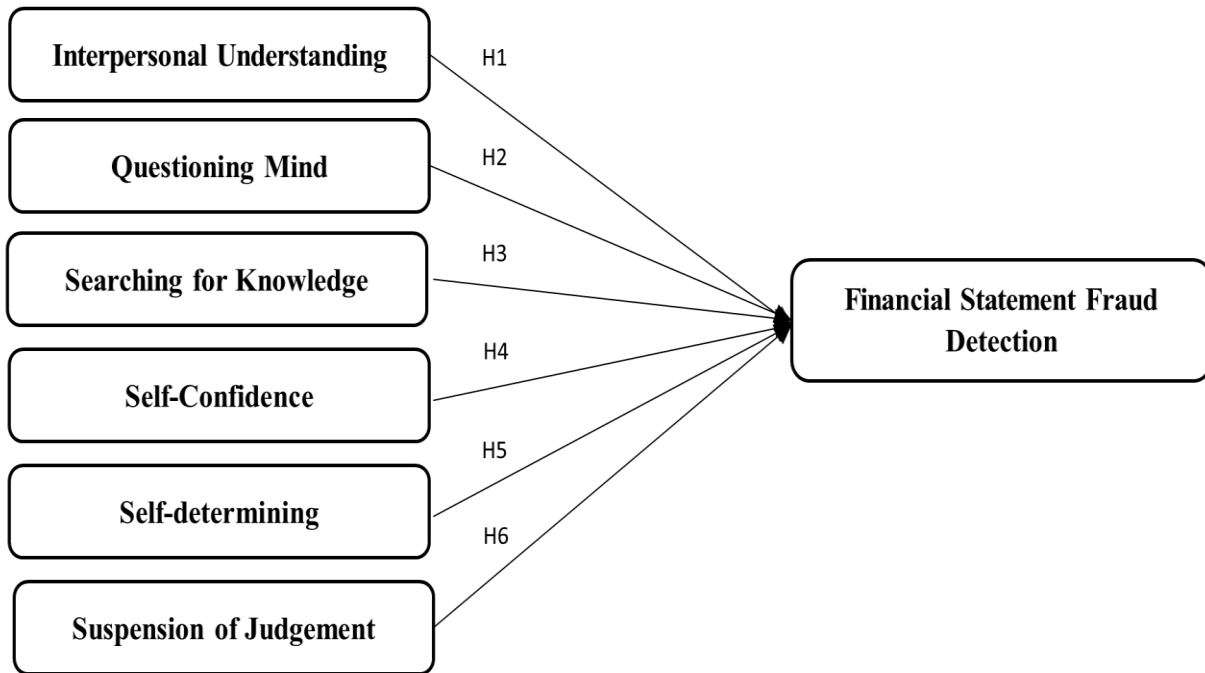 Interpersonal Understanding
H1
Questioning Mind
H2
Searching for Knowledge
H3
Self-Confidence
H4
Self-determining
H5
Suspension of Judgement
H6
Financial Statement Fraud
Detection